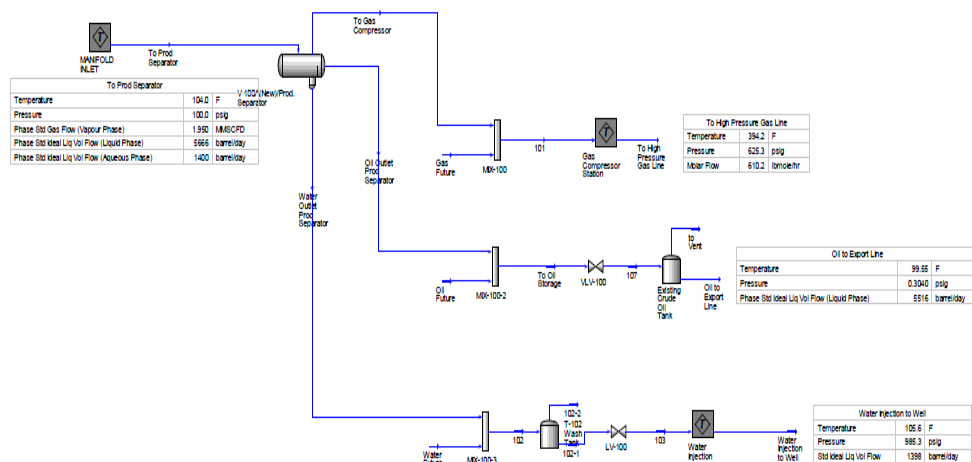 To Gas
Compressor
T
MANIFOLD
INLET
To Prod
Separator
V-100A(New)/Prod.
Separator
To Prod Separator
Temperature 104.0 F
Pressure 100.0 psig
Phase Std Gas Flow (Vapour Phase) 1.950 MMSCFD
Phase Std Ideal Liq Vol Flow (Liquid Phase) 5666 barrel/day
Phase Std Ideal Liq Vol Flow (Aqueous Phase) 1400 barrel/day
Gas
Future
MIX-100
101
T
Gas
Compressor
Station
To High
Pressure
Gas Line
To High Pressure Gas Line
Temperature 394.2 F
Pressure 625.3 psig
Molar Flow 610.2 lbmole/hr
Oil Outlet
Prod
Separator
Water
Outlet
Prod
Separator
Oil
Future
MIX-100-2
To Oil
Storage
VLV-100
107
to
Vent
Existing
Crude
Oil
Tank
Oil to
Export
Line
Oil to Export Line
Temperature 99.55 F
Pressure 0.3040 psig
Phase Std Ideal Liq Vol Flow (Liquid Phase) 5516 barrel/day
Water
MIX-100-3
102
102-2
T-102
Wash
Tank
102-1
LV-100
103
T
Water
Injection
Water
Injection
to Well
Water Injection to Well
Temperature 105.6 F
Pressure 985.3 psig
Std Ideal Liq Vol Flow 1398 barrel/day